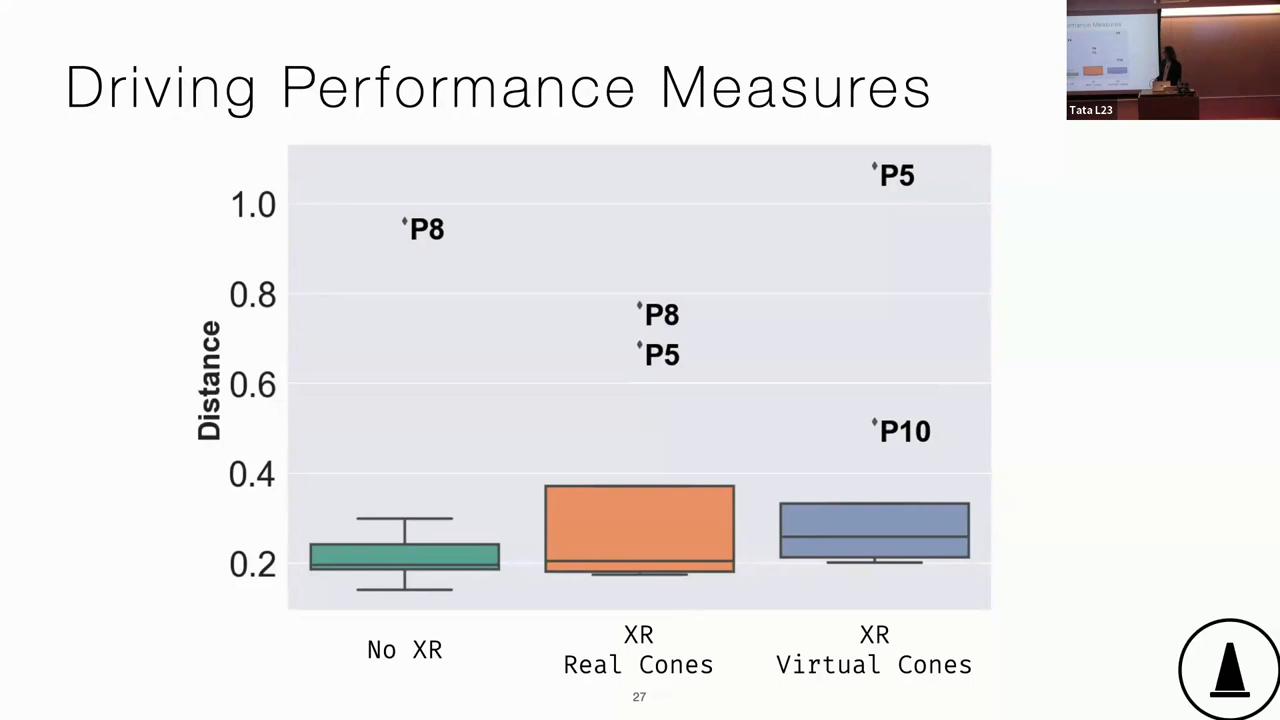 Driving Performance Measures
Tata L23
Distance
1.0
0.8
0.6
0.4
0.2
P8
P8
P5
P5
P10
No XR
XR
Real Cones
XR
Virtual Cones
27